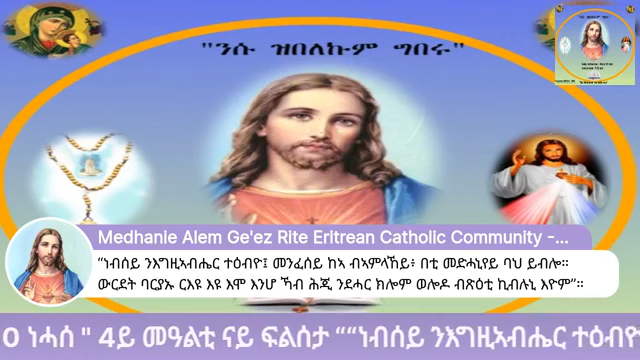 "ንሱ ዝበለኩም ግበሩ"
Medhanie Alem Ge'ez Rite Eritrean Catholic Community -...
“ነብሰይ ንእግዚኣብሔር ተዕብዮ፤ መንፈሰይ ከኣ ብኣምላኸይ፥ በቲ መድሓኒየይ ባህ ይብሎ።
ውርደት ባርያኡ ርእዩ እዩ እሞ እንሆ ኻብ ሕጂ ንደሓር ክሎም ወሎዶ ብጽዕቲ ኪብሉኒ እዮም”።
ነሓሰ " 4ይ መዓልቲ ናይ ፍልሰታ ““ነብሰይ ንእግዚኣብሔር ተዕብዮ